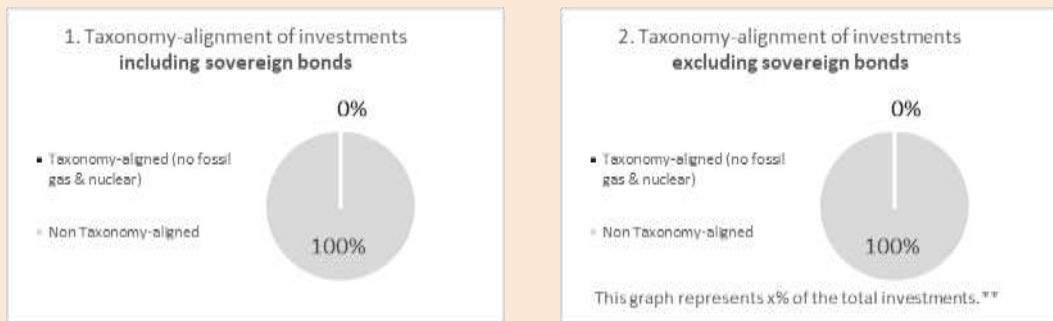 1. Taxonomy-alignment of investments
including sovereign bonds
0%
▪ Taxonomy-aligned (no fossil
gas & nuclear)
▪ Non Taxonomy-aligned
100%
2. Taxonomy-alignment of investments
excluding sovereign bonds
0%
▪ Taxonomy-aligned (no fossil
gas & nuclear)
▪ Non Taxonomy-aligned
100%
This graph represents x% of the total investments.**